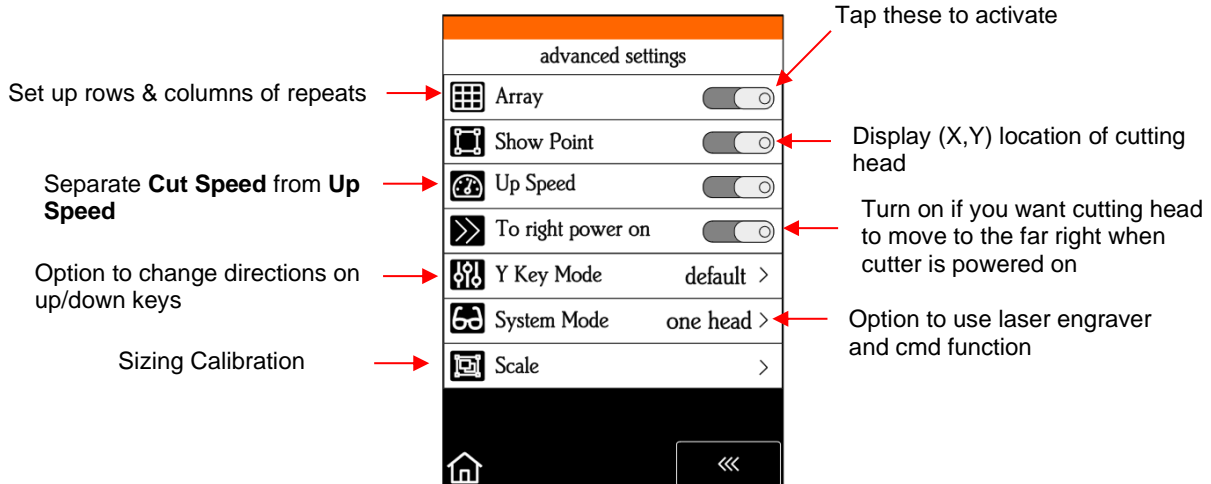 Tap these to activate
advanced settings
Set up rows & columns of repeats
Array
Show Point
Display (X,Y) location of cutting
head
Separate Cut Speed from Up
Speed
Up Speed
To right power on
Turn on if you want cutting head
to move to the far right when
cutter is powered on
Option to change directions on
up/down keys
Y Key Mode default >
System Mode one head >
Option to use laser engraver
and cmd function
Sizing Calibration
Scale >
<<<